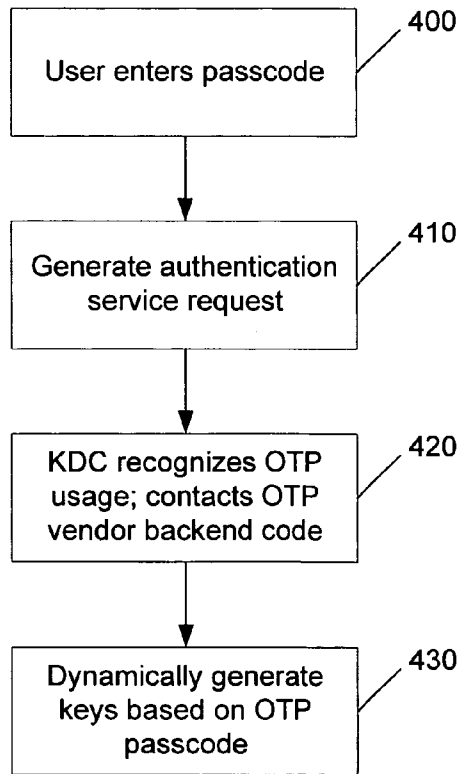 400
User enters passcode
410
Generate authentication
service request
420
KDC recognizes OTP
usage; contacts OTP
vendor backend code
430
Dynamically generate
keys based on OTP
passcode